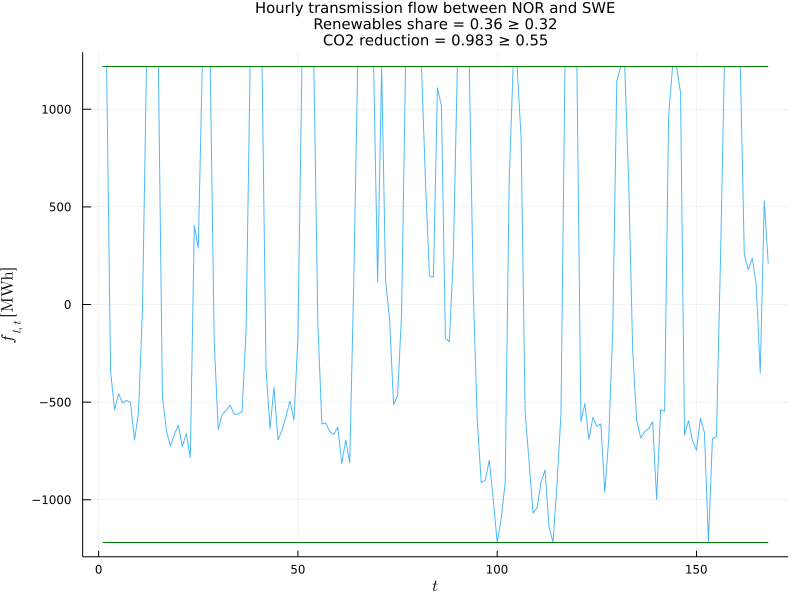 Hourly transmission flow between NOR and SWE
Renewables share = 0.36 ≥ 0.32
CO2 reduction = 0.983 ≥ 0.55
1000
500
0
−500
−1000
f_{l,t} [MWh]
0
50
100
150
t